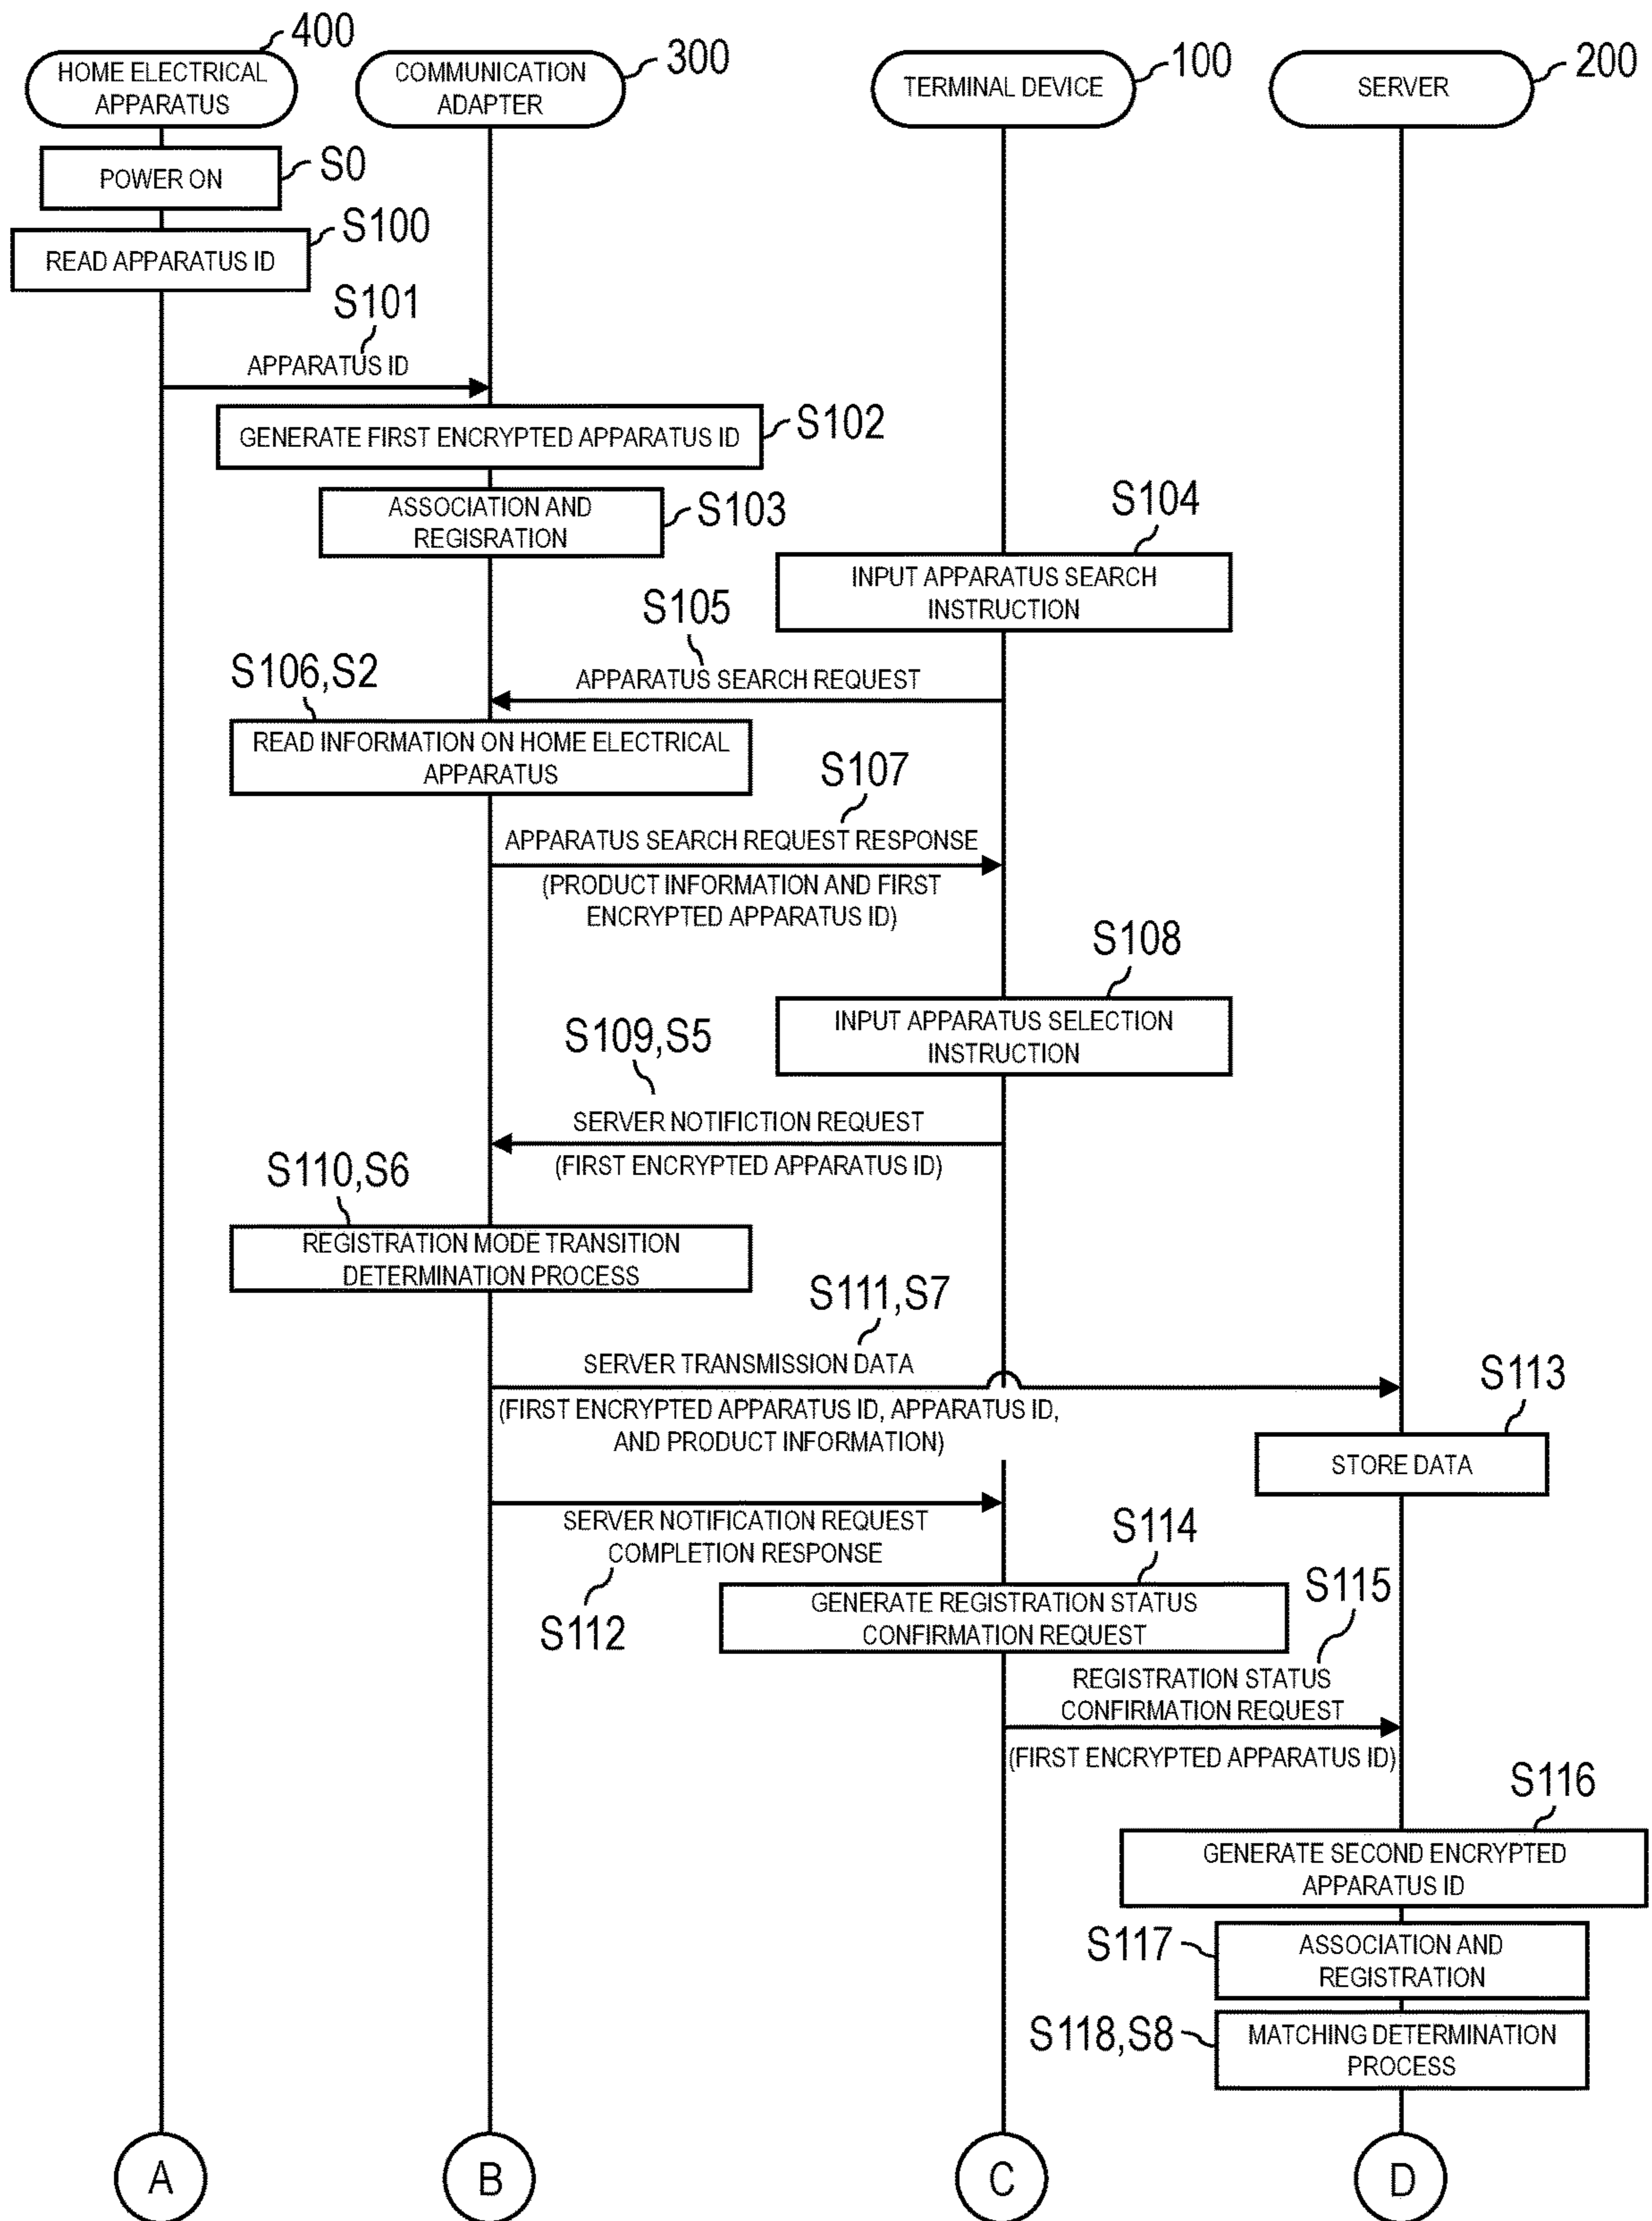 400
300
100
200
HOME ELECTRICAL
APPARATUS
COMMUNICATION
ADAPTER
TERMINAL DEVICE
SERVER
POWER ON
S0
READ APPARATUS ID
S100
S101
APPARATUS ID
GENERATE FIRST ENCRYPTED APPARATUS ID
S102
ASSOCIATION AND
REGISRATION
S103
S104
INPUT APPARATUS SEARCH
INSTRUCTION
S105
APPARATUS SEARCH REQUEST
S106,S2
READ INFORMATION ON HOME ELECTRICAL
APPARATUS
S107
APPARATUS SEARCH REQUEST RESPONSE
(PRODUCT INFORMATION AND FIRST
ENCRYPTED APPARATUS ID)
S108
INPUT APPARATUS SELECTION
INSTRUCTION
S109,S5
SERVER NOTIFICTION REQUEST
(FIRST ENCRYPTED APPARATUS ID)
S110,S6
REGISTRATION MODE TRANSITION
DETERMINATION PROCESS
S111,S7
SERVER TRANSMISSION DATA
(FIRST ENCRYPTED APPARATUS ID, APPARATUS ID,
AND PRODUCT INFORMATION)
S113
STORE DATA
SERVER NOTIFICATION REQUEST
COMPLETION RESPONSE
S112
S114
GENERATE REGISTRATION STATUS
CONFIRMATION REQUEST
S115
REGISTRATION STATUS
CONFIRMATION REQUEST
(FIRST ENCRYPTED APPARATUS ID)
S116
GENERATE SECOND ENCRYPTED
APPARATUS ID
S117
ASSOCIATION AND
REGISTRATION
S118,S8
MATCHING DETERMINATION
PROCESS
A
B
C
D